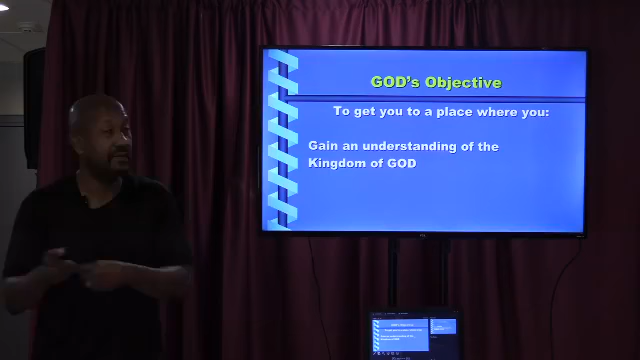 GOD's Objective
To get you to a place where you:
Gain an understanding of the
Kingdom of GOD